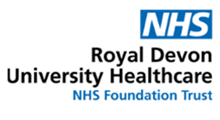 NHS
Royal Devon
University Healthcare
NHS Foundation Trust